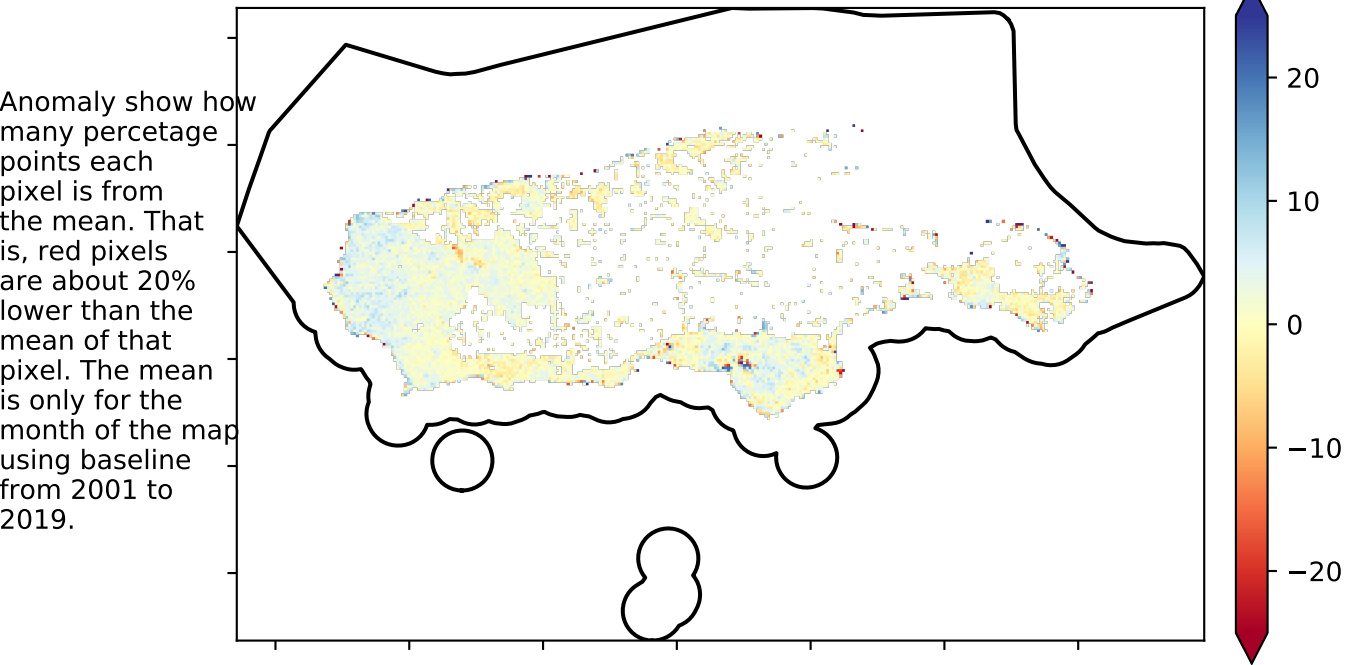 Anomaly show how
many percetage
points each
pixel is from
the mean. That
is, red pixels
are about 20%
lower than the
mean of that
pixel. The mean
is only for the
month of the map
using baseline
from 2001 to
2019.
20
10
0
−10
−20